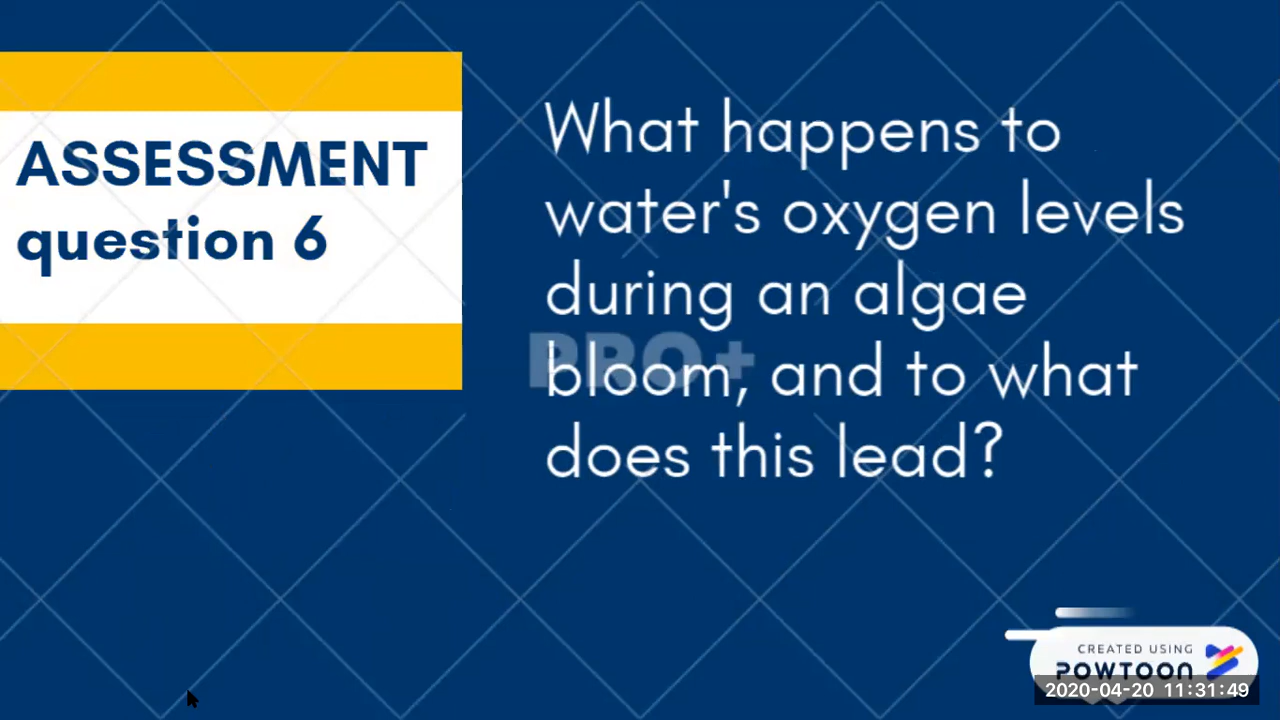 ASSESSMENT
question 6
What happens to
water's oxygen levels
during an algae
bloom, and to what
does this lead?
PRO+
CREATED USING
POWTOON
2020-04-20 11:31:49